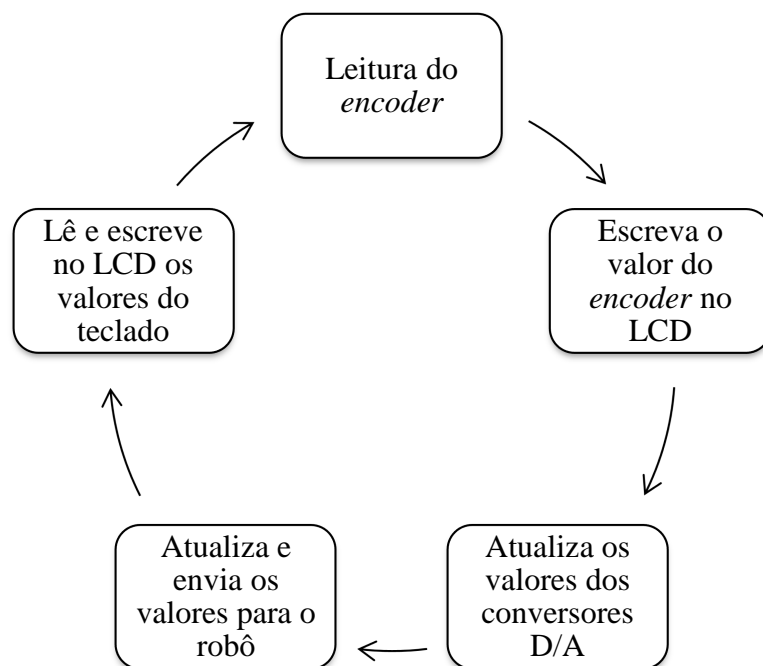 Leitura do
encoder
Escreva o
valor do
encoder no
LCD
Atualiza os
valores dos
conversores
D/A
Atualiza e
envia os
valores para o
robô
Lê e escreve
no LCD os
valores do
teclado